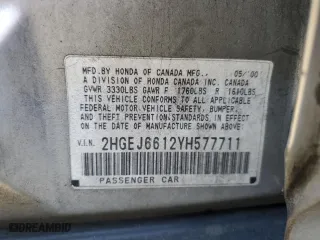 MFD.BY HONDA OF CANADA MFG., 05/00
A DIVISION OF HONDA CANADA INC. CANADA
GVWR 3330LBS GAWR F 1760LBS R 1640LBS
THIS VEHICLE CONFORMS TO ALL APPLICABLE
FEDERAL MOTOR VEHICLE SAFETY, BUMPER,
AND THEFT PREVENTION STANDARDS IN EFFECT
ON THE DATE OF MANUFACTURE SHOWN ABOVE.
V.I.N. 2HGEJ6612YH577711
PASSENGER CAR
© Dreambid LLC